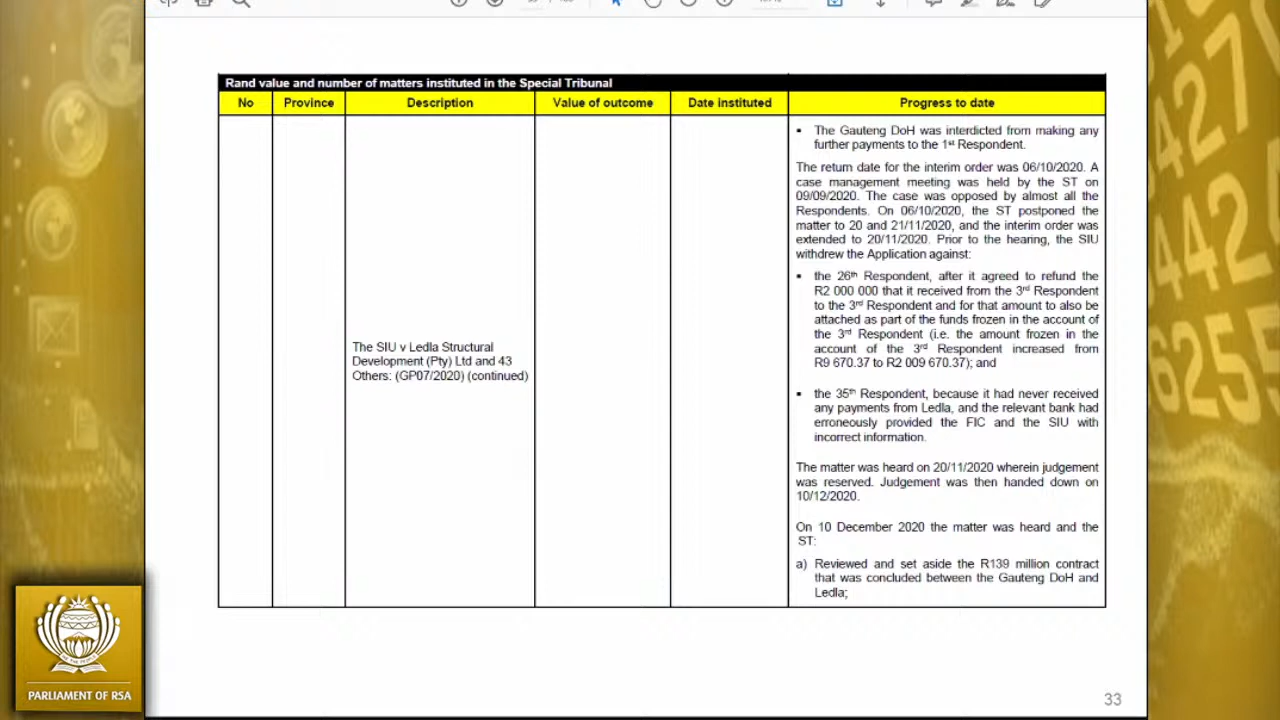 Rand value and number of matters instituted in the Special Tribunal
No Province Description Value of outcome Date instituted Progress to date
The SIU v Ledla Structural
Development (Pty) Ltd and 43
Others: (GP07/2020) (continued)
▪ The Gauteng DoH was interdicted from making any
further payments to the 1st Respondent.
The return date for the interim order was 06/10/2020. A
case management meeting was held by the ST on
09/09/2020. The case was opposed by almost all the
Respondents. On 06/10/2020, the ST postponed the
matter to 20 and 21/11/2020, and the interim order was
extended to 20/11/2020. Prior to the hearing, the SIU
withdrew the Application against:
▪ the 26th Respondent, after it agreed to refund the
R2 000 000 that it received from the 3rd Respondent
to the 3rd Respondent and for that amount to also be
attached as part of the funds frozen in the account of
the 3rd Respondent (i.e. the amount frozen in the
account of the 3rd Respondent increased from
R9 670.37 to R2 009 670.37); and
▪ the 35th Respondent, because it had never received
any payments from Ledla, and the relevant bank had
erroneously provided the FIC and the SIU with
incorrect information.
The matter was heard on 20/11/2020 wherein judgement
was reserved. Judgement was then handed down on
10/12/2020.
On 10 December 2020 the matter was heard and the
ST:
a) Reviewed and set aside the R139 million contract
that was concluded between the Gauteng DoH and
Ledla;
33
PARLIAMENT OF RSA